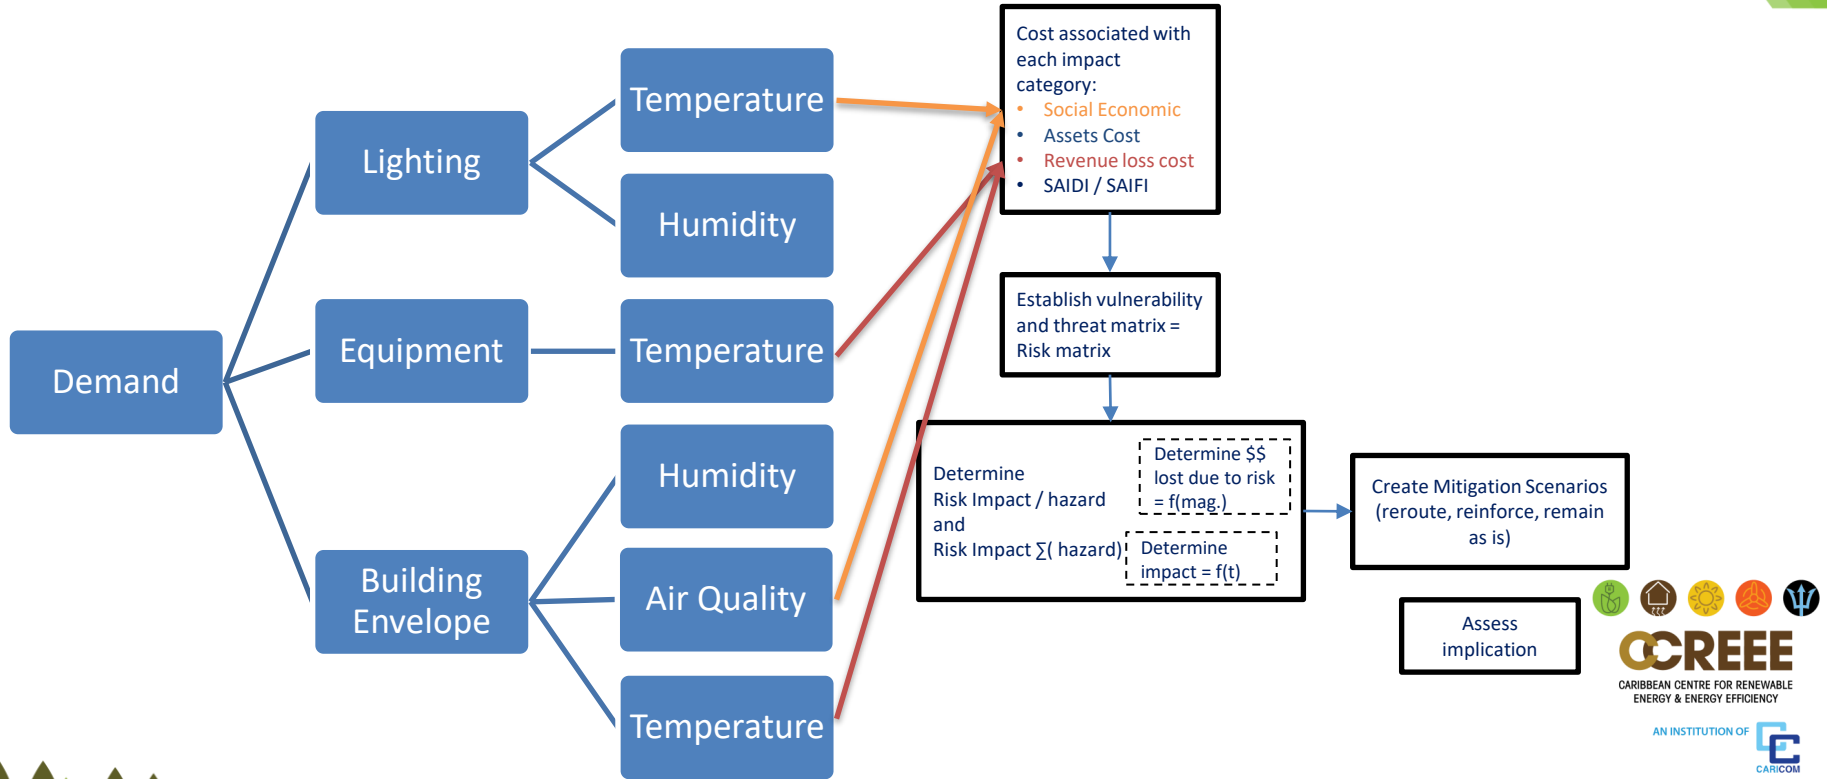 Demand
Lighting
Equipment
Building
Envelope
Temperature
Humidity
Temperature
Humidity
Air Quality
Temperature
Cost associated with
each impact
category:
• Social Economic
• Assets Cost
• Revenue loss cost
• SAIDI / SAIFI
Establish vulnerability
and threat matrix =
Risk matrix
Determine
Risk Impact / hazard
and
Risk Impact ∑( hazard)
Determine $$
lost due to risk
= f(mag.)
Determine
impact = f(t)
Create Mitigation Scenarios
(reroute, reinforce, remain
as is)
Assess
implication
CCREEE
CARIBBEAN CENTRE FOR RENEWABLE
ENERGY & ENERGY EFFICIENCY
AN INSTITUTION OF
CARICOM